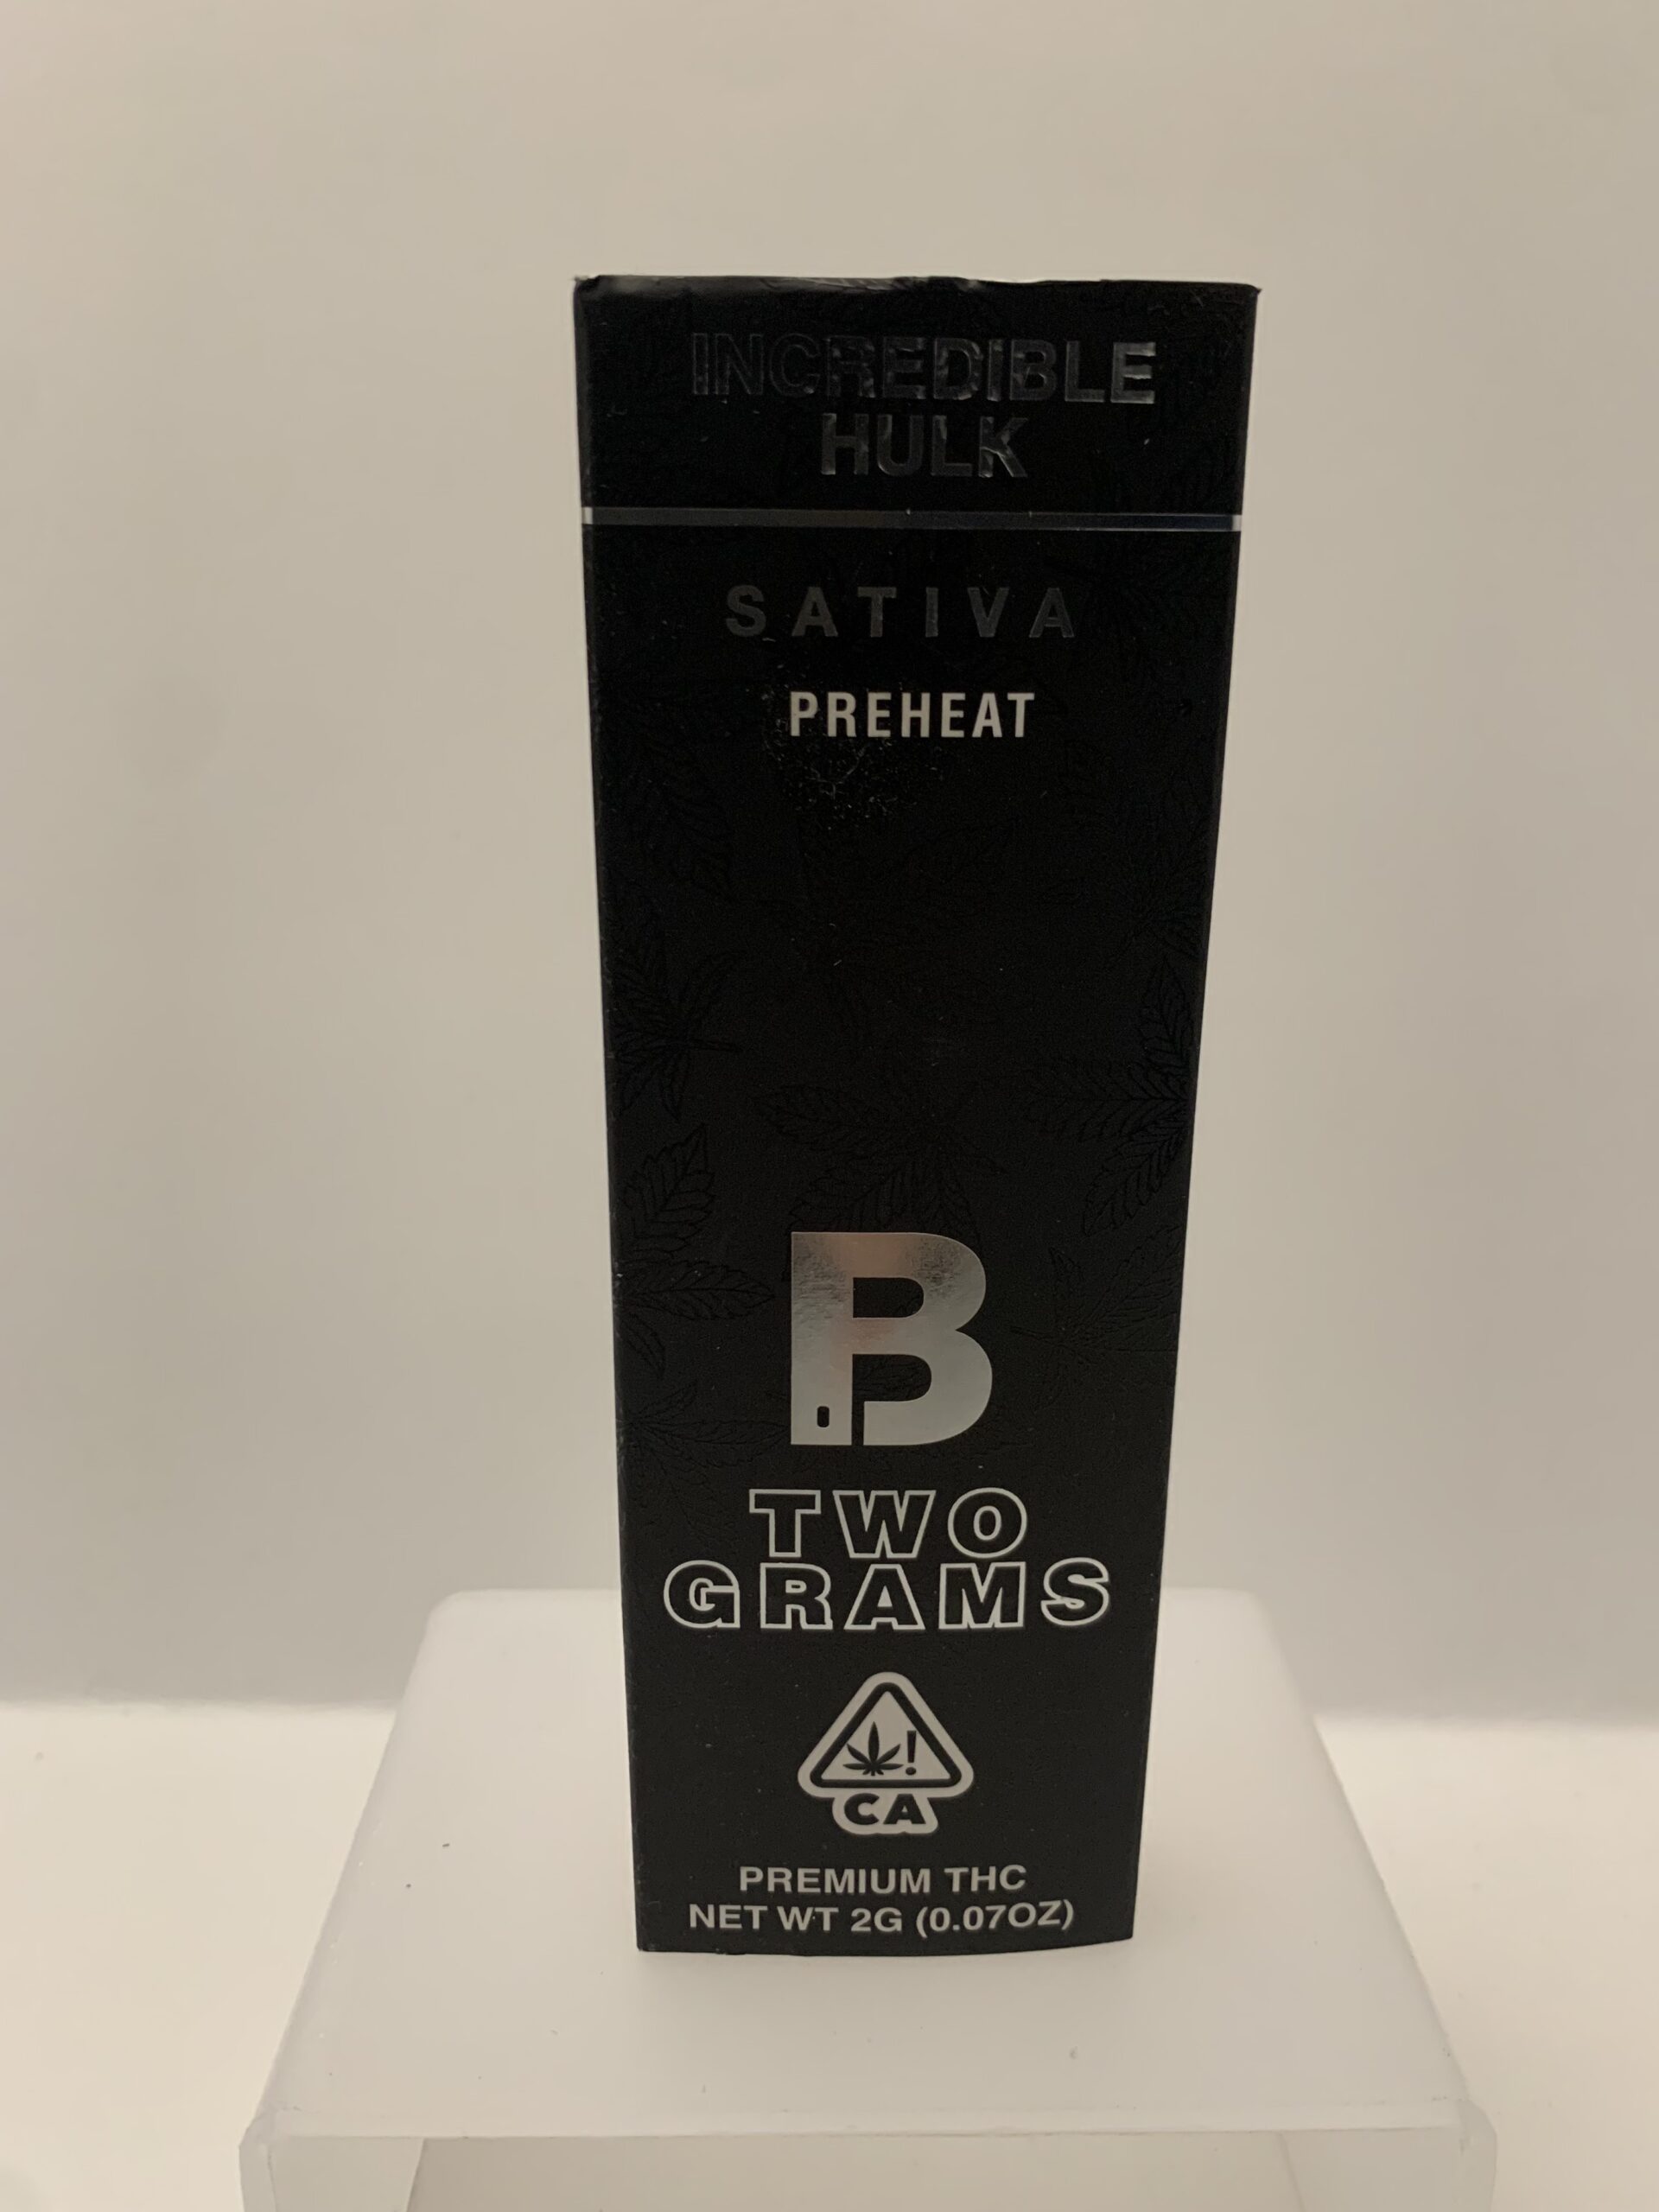 INCREDIBLE
HULK
SATIVA
PREHEAT
B
TWO
GRAMS
!
CA
PREMIUM THC
NET WT 2G (0.07OZ)